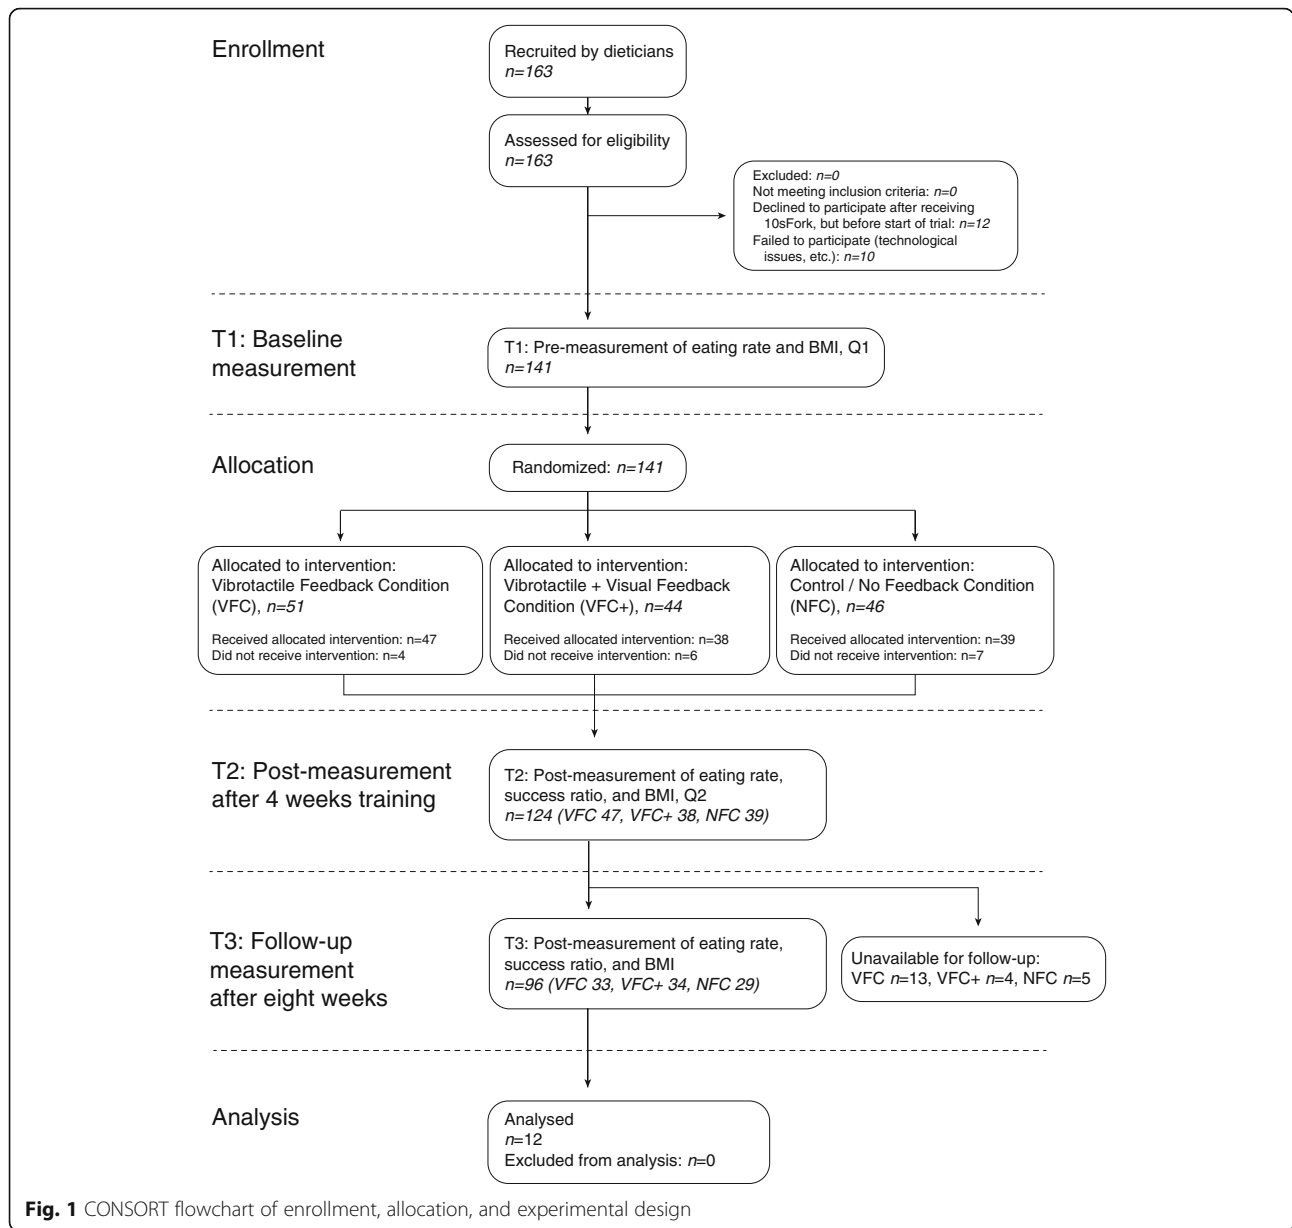 Enrollment
Recruited by dieticians
n=163
Assessed for eligibility
n=163
Excluded: n=0
Not meeting inclusion criteria: n=0
Declined to participate after receiving
10sFork, but before start of trial: n=12
Failed to participate (technological
issues, etc.): n=10
T1: Baseline
measurement
T1: Pre-measurement of eating rate and BMI, Q1
n=141
Allocation
Randomized: n=141
Allocated to intervention:
Vibrotactile Feedback Condition
(VFC), n=51
Received allocated intervention: n=47
Did not receive intervention: n=4
Allocated to intervention:
Vibrotactile + Visual Feedback
Condition (VFC+), n=44
Received allocated intervention: n=38
Did not receive intervention: n=6
Allocated to intervention:
Control / No Feedback Condition
(NFC), n=46
Received allocated intervention: n=39
Did not receive intervention: n=7
T2: Post-measurement
after 4 weeks training
T2: Post-measurement of eating rate,
success ratio, and BMI, Q2
n=124 (VFC 47, VFC+ 38, NFC 39)
T3: Follow-up
measurement
after eight weeks
T3: Post-measurement of eating rate,
success ratio, and BMI
n=96 (VFC 33, VFC+ 34, NFC 29)
Unavailable for follow-up:
VFC n=13, VFC+ n=4, NFC n=5
Analysis
Analysed
n=12
Excluded from analysis: n=0
Fig. 1 CONSORT flowchart of enrollment, allocation, and experimental design